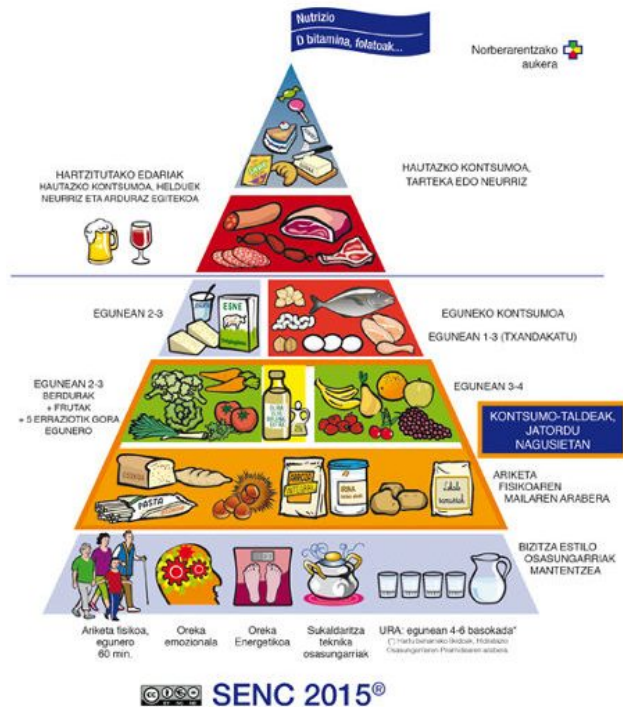 Nutrizio
D bitamina, folatoak...
Norberarentzako
aukera
HARTZITUTAKO EDARIAK
HAUTAZKO KONTSUMOA, HELDUEK
NEURRIZ ETA ARDURAZ EGITEKOA
HAUTAZKO KONTSUMOA,
TARTEKA EDO NEURRIZ
EGUNEAN 2-3
ESNE
EGUNEKO KONTSUMOA
EGUNEAN 1-3 (TXANDAKATU)
EGUNEAN 2-3
BERDURAK
+ FRUTAK
+ 5 ERRAZIOTIK GORA
EGUNERO
EGUNEAN 3-4
KONTSUMO-TALDEAK,
JATORDU
NAGUSIETAN
PASTA
ARIKETA
FISIKOAREN
MAILAREN ARABERA
BIZITZA ESTILO
OSASUNGARRIAK
MANTENTZEA
Ariketa fisikoa,
egunero
60 min.
Oreka
emozionala
Oreka
Energetikoa
Sukaldaritza
teknika
osasungarriak
URA: egunean 4-6 basokada*
SENC 2015®